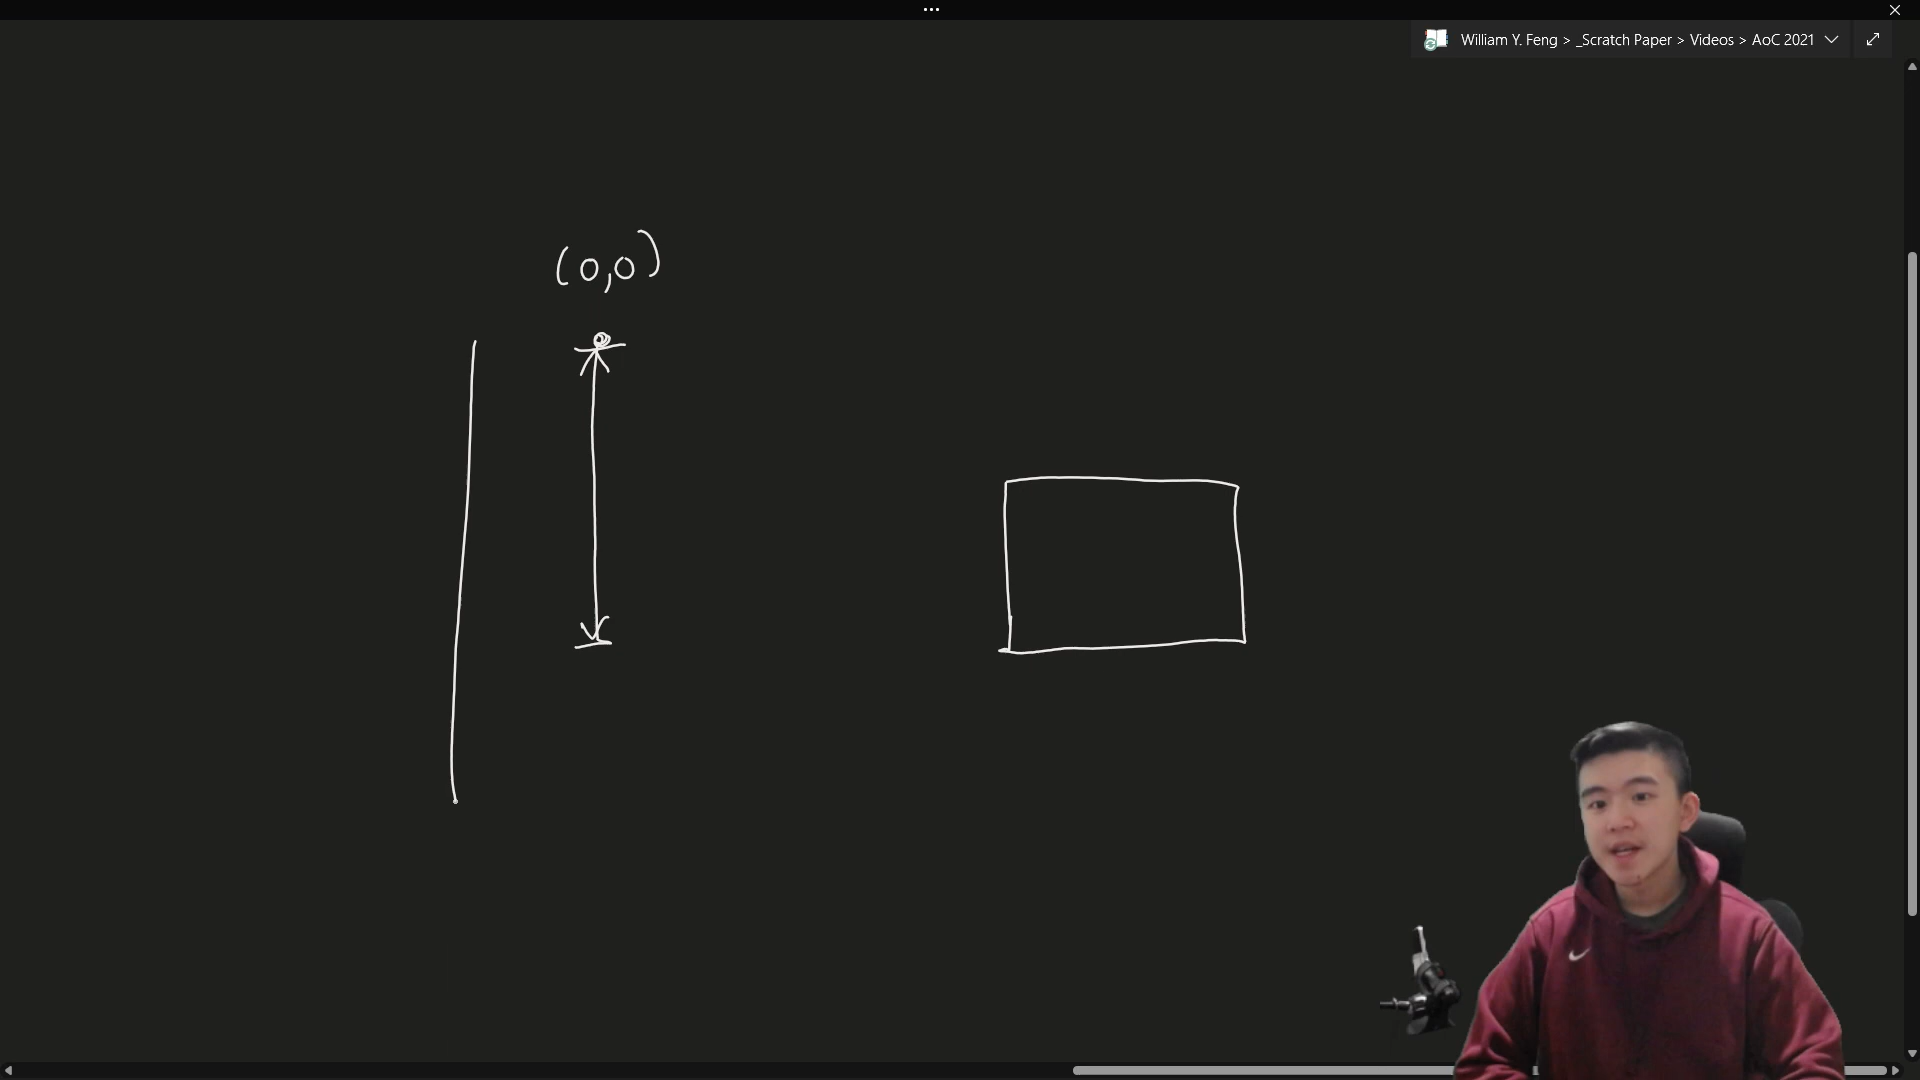 William Y. Feng > _Scratch Paper > Videos > AoC 2021
(0,0)